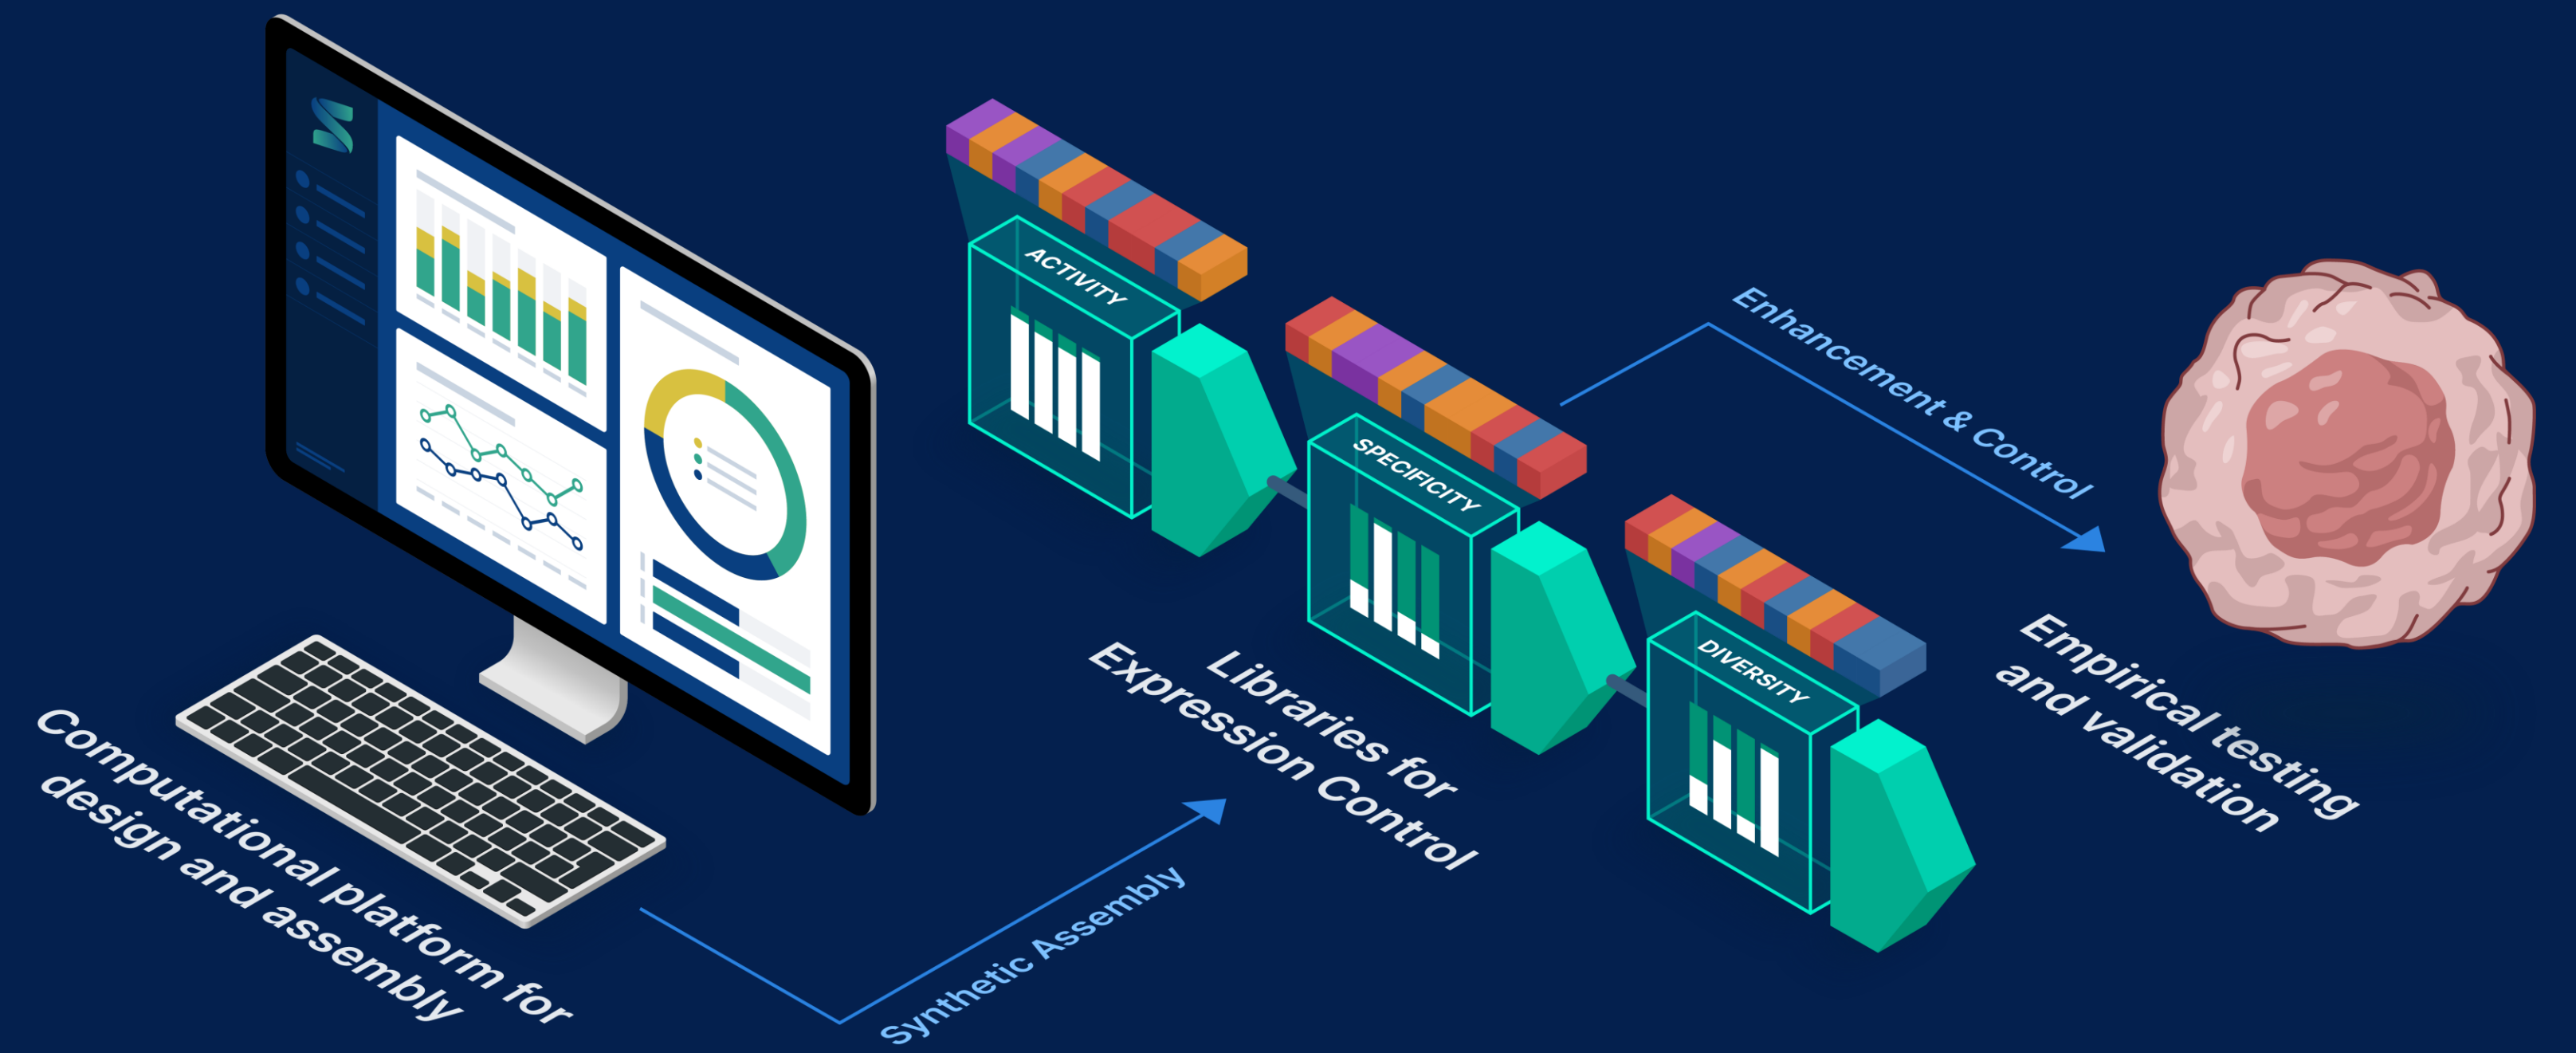 Computational platform for
design and assembly
Synthetic Assembly
ACTIVITY
SPECIFICITY
DIVERSITY
Libraries for
Expression Control
Enhancement & Control
Empirical testing
and validation